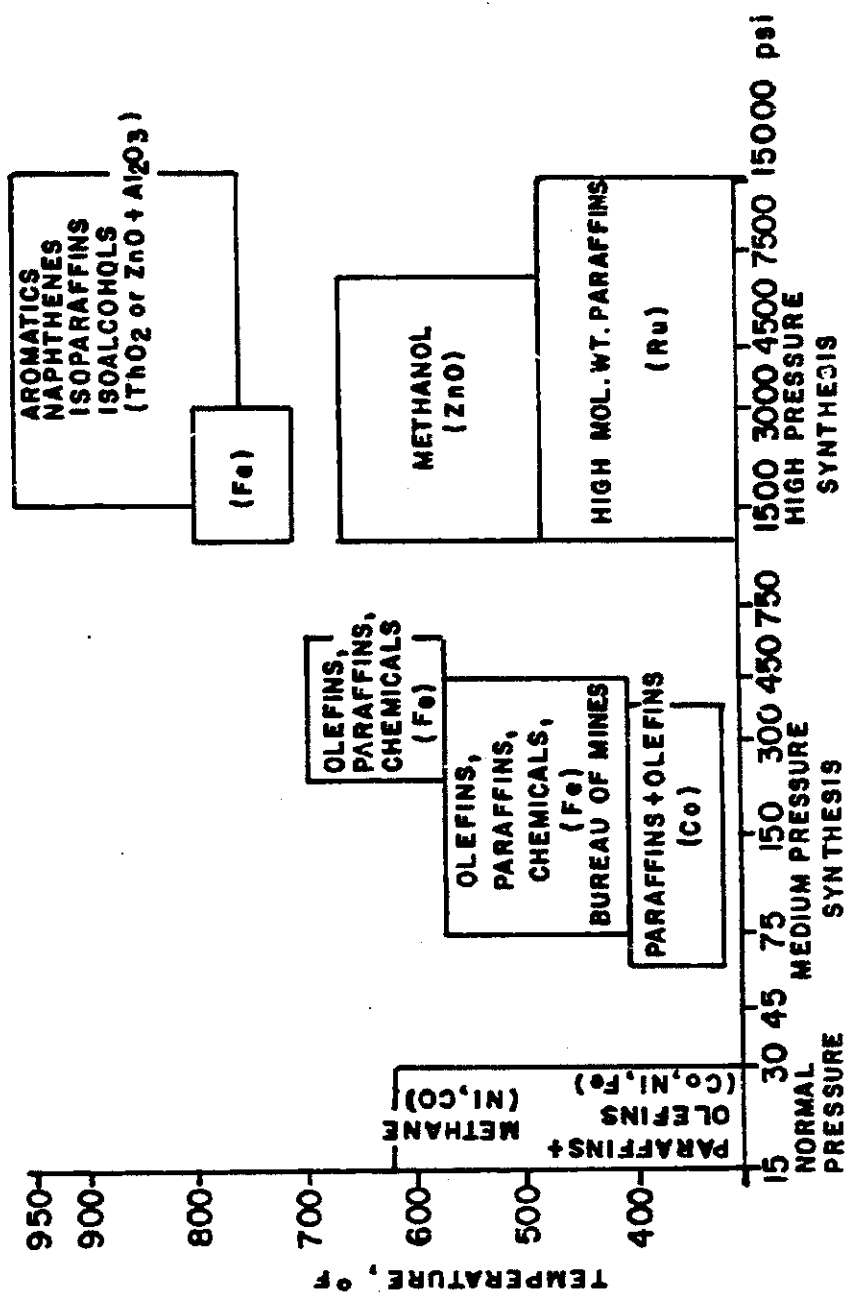 TEMPERATURE, °F
950
900
800
700
600
500
400
AROMATICS
NAPHTHENES
ISOPARAFFINS
ISOALCOHOLS
(ThO2 or ZnO + Al2O3)
(Fe)
OLEFINS,
PARAFFINS,
CHEMICALS
(Fe)
METHANOL
(ZnO)
METHANE
(Ni,CO)
OLEFINS,
PARAFFINS,
CHEMICALS,
(Fe)
BUREAU OF MINES
HIGH MOL. WT. PARAFFINS
(Ru)
PARAFFINS+
OLEFINS
(Co,Ni,Fe)
PARAFFINS+OLEFINS
(Co)
15 30 45 75 150 300 450 750 1500 3000 4500 7500 15000 psi
NORMAL
PRESSURE
MEDIUM PRESSURE
SYNTHESIS
HIGH PRESSURE
SYNTHESIS